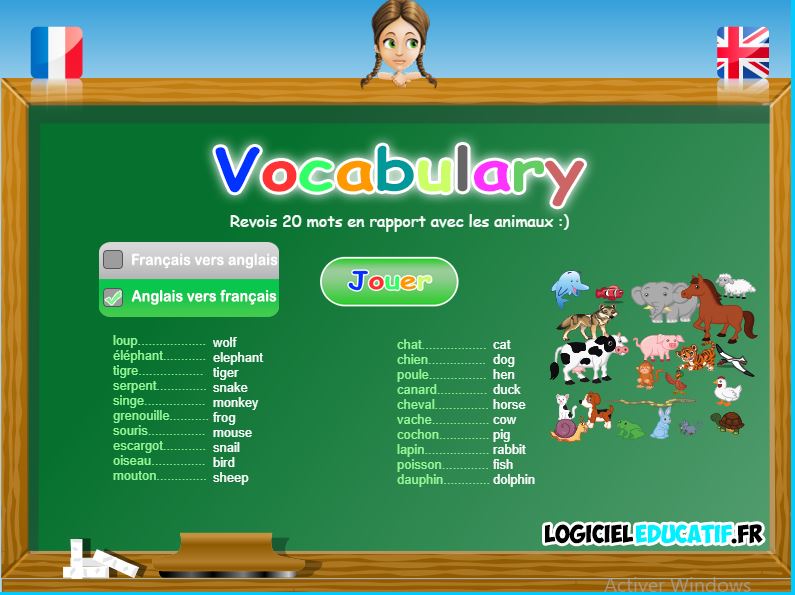 Vocabulary
Revois 20 mots en rapport avec les animaux :)
Français vers anglais
Anglais vers français
Jouer
loup.................. wolf
éléphant............ elephant
tigre.................. tiger
serpent.............. snake
singe................. monkey
grenouille........... frog
souris................ mouse
escargot............ snail
oiseau............... bird
mouton.............. sheep
chat.................. cat
chien................ dog
poule................ hen
canard.............. duck
cheval............... horse
vache................ cow
cochon.............. pig
lapin.................. rabbit
poisson............. fish
dauphin............. dolphin
LOGICIELEDUCATIF.FR
Activer Windows